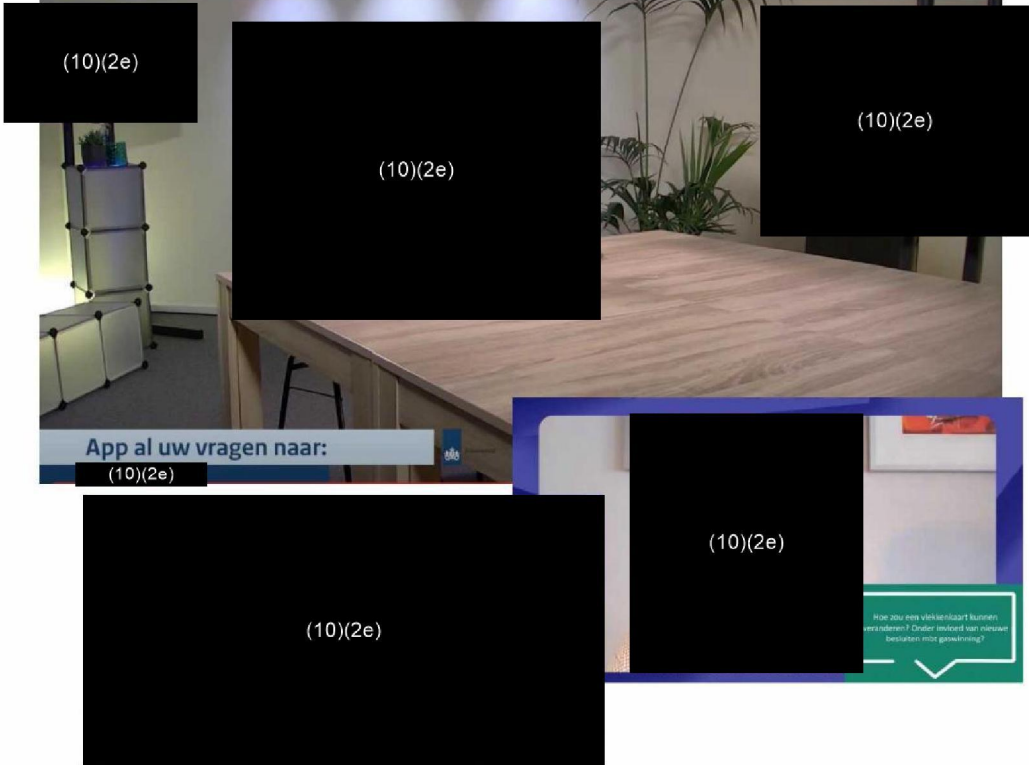 (10)(2e)
(10)(2e)
(10)(2e)
App al uw vragen naar:
(10)(2e)
(10)(2e)
(10)(2e)
Hoe zou een vlekkenkaart kunnen
veranderen? Onder invloed van nieuwe
besluiten mbt gaswinning?